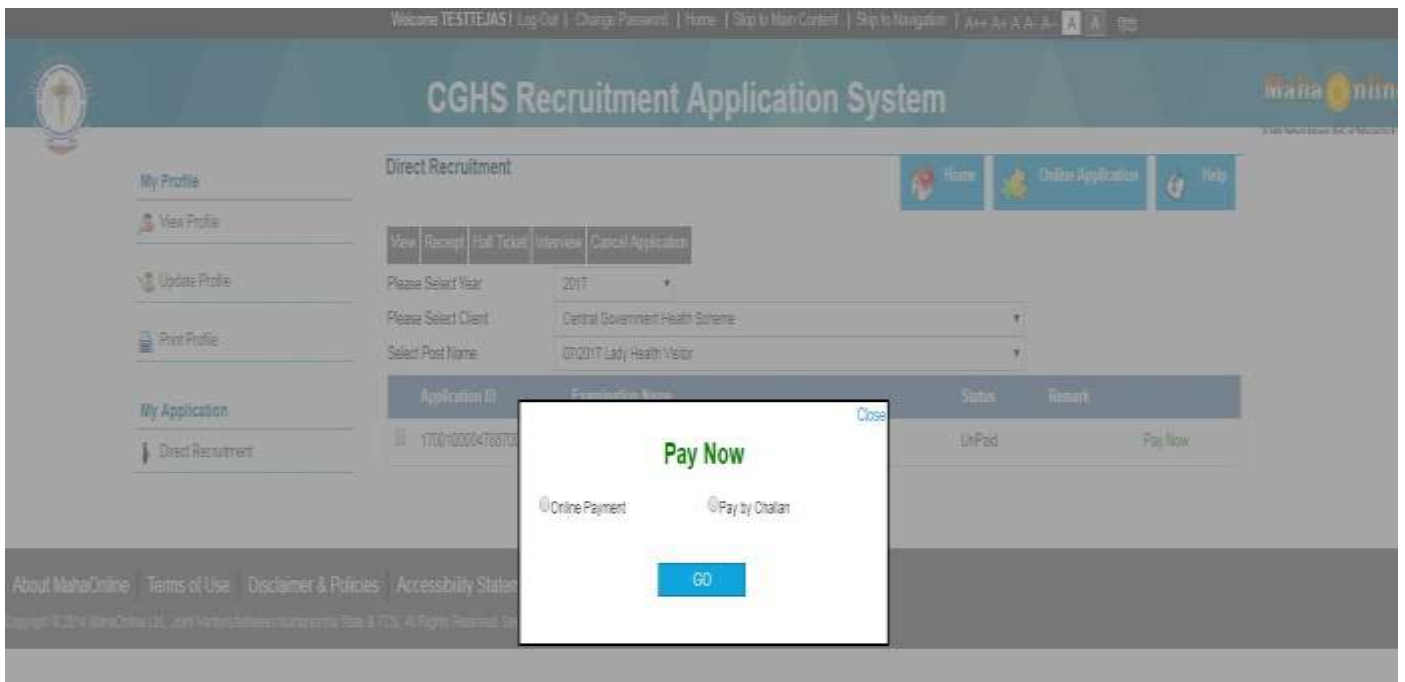 Welcome TESTTEJAS ! Log Out | Change Password | Home | Skip to Main Content | Skip to Navigation | A++ A+ A A- A-- A A
CGHS Recruitment Application System
My Profile
View Profile
Update Profile
Print Profile
My Application
Direct Recruitment
Direct Recruitment
Home
Online Application
Help
View Receipt Hall Ticket Interview Cancel Application
Please Select Year 2017
Please Select Client Central Government Health Scheme
Select Post Name 07/2017 Lady Health Visitor
Application ID Examination Name Status Remark
UnPaid Pay Now
Close
Pay Now
Online Payment Pay by Challan
GO
About MahaOnline Terms of Use Disclaimer & Policies Accessibility